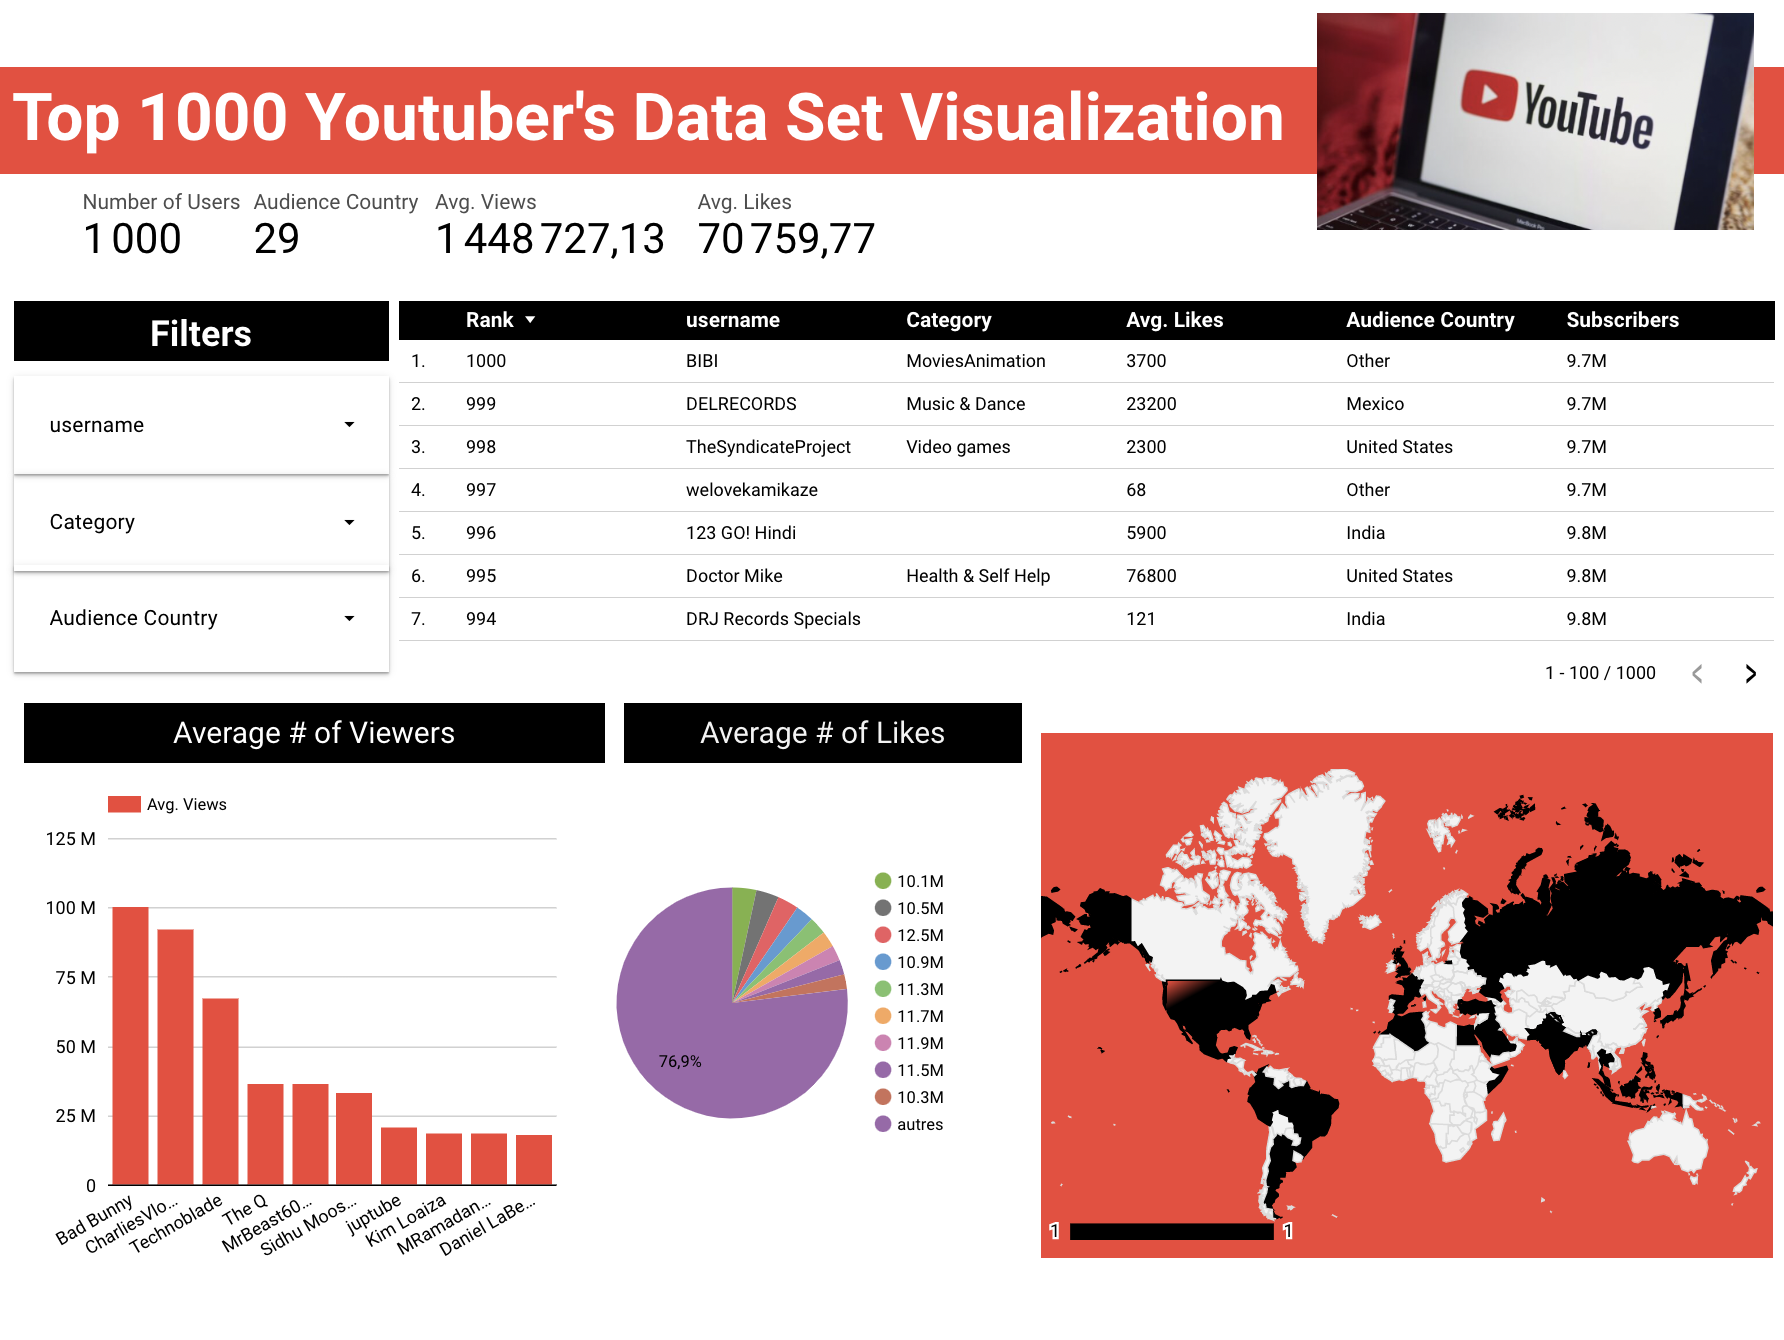 Top 1000 Youtuber's Data Set Visualization
YouTube
Number of Users Audience Country Avg. Views Avg. Likes
1 000 29 1 448 727,13 70 759,77
Filters
username
Category
Audience Country
Rank username Category Avg. Likes Audience Country Subscribers
1. 1000 BIBI MoviesAnimation 3700 Other 9.7M
2. 999 DELRECORDS Music & Dance 23200 Mexico 9.7M
3. 998 TheSyndicateProject Video games 2300 United States 9.7M
4. 997 welovekamikaze 68 Other 9.7M
5. 996 123 GO! Hindi 5900 India 9.8M
6. 995 Doctor Mike Health & Self Help 76800 United States 9.8M
7. 994 DRJ Records Specials 121 India 9.8M
1 - 100 / 1000
Average # of Viewers
Avg. Views
125 M
100 M
75 M
50 M
25 M
0
Bad Bunny
CharliesVlo...
Technoblade
The Q
MrBeast60...
Sidhu Moos...
juptube
Kim Loaiza
MRamadan...
Daniel LaBe...
Average # of Likes
76,9%
10.1M
10.5M
12.5M
10.9M
11.3M
11.7M
11.9M
11.5M
10.3M
autres
1 1